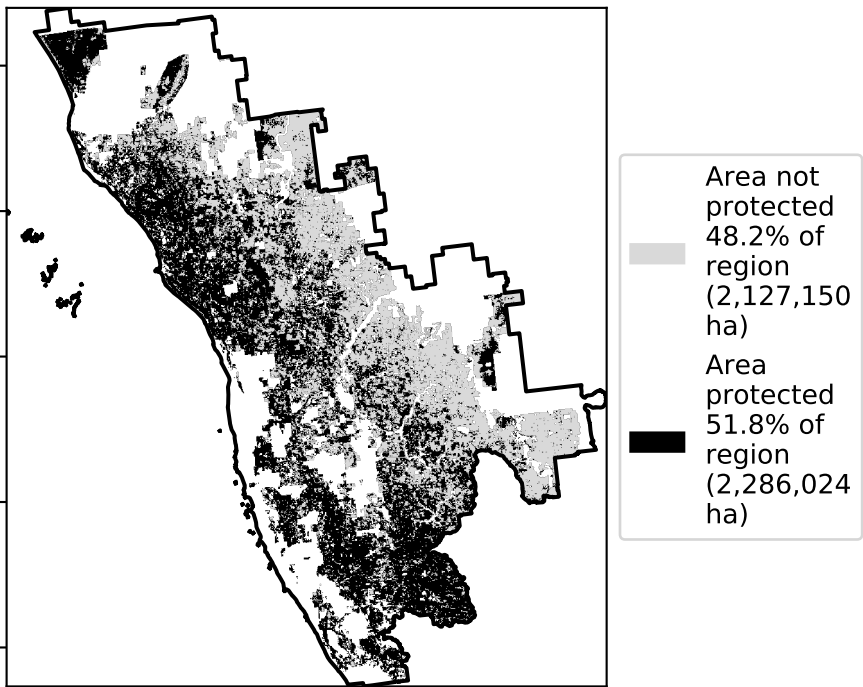 Area not
protected
48.2% of
region
(2,127,150
ha)
Area
protected
51.8% of
region
(2,286,024
ha)